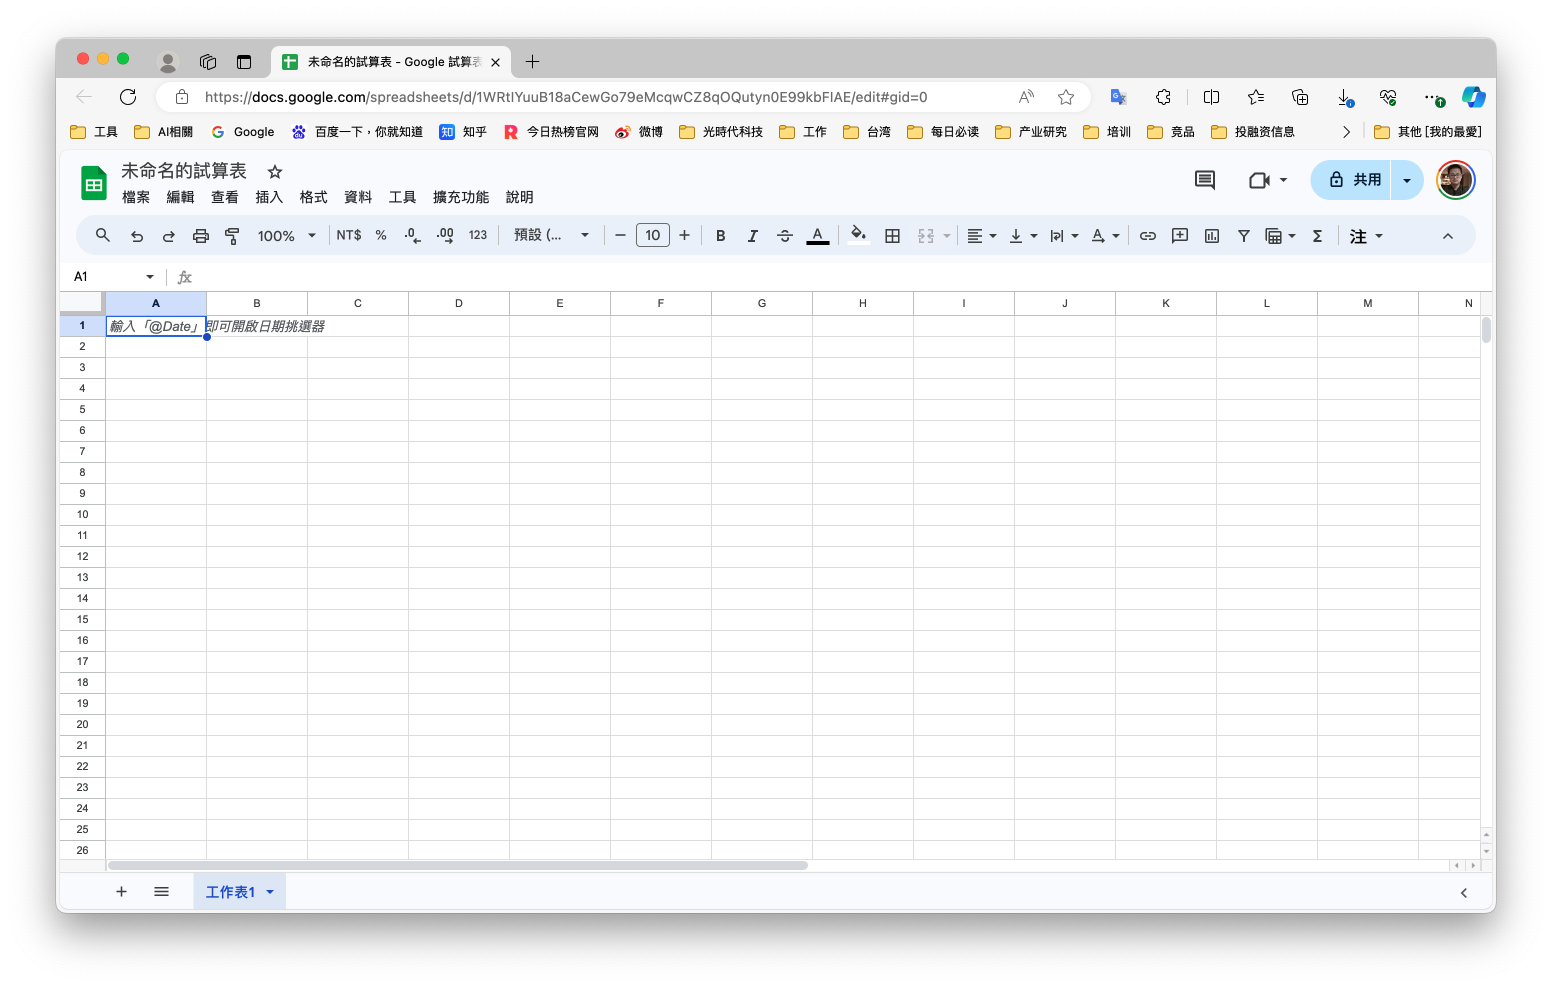 未命名的試算表 - Google 試算表
https://docs.google.com/spreadsheets/d/1WRtlYuuB18aCewGo79eMcqwCZ8qOQutyn0E99kbFIAE/edit#gid=0
工具 AI相關 Google 百度一下，你就知道 知乎 今日热榜官网 微博 光時代科技 工作 台湾 每日必读 产业研究 培训 竞品 投融资信息 其他 [我的最愛]
未命名的試算表
檔案 編輯 查看 插入 格式 資料 工具 擴充功能 說明
共用
100% NT$ % .0 .00 123 預設 (... 10 B I A 注
A1 fx
A B C D E F G H I J K L M N
1 輸入「@Date」即可開啟日期挑選器
2
3
4
5
6
7
8
9
10
11
12
13
14
15
16
17
18
19
20
21
22
23
24
25
26
工作表1